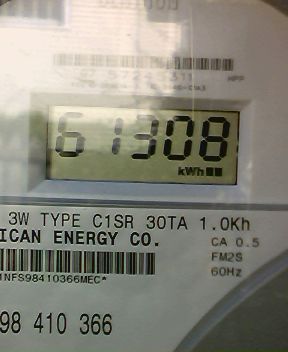 61308
kWh
3W TYPE C1SR 30TA 1.0Kh
ICAN ENERGY CO.
CA 0.5
FM2S
60Hz
1NFS98410366MEC*
98 410 366